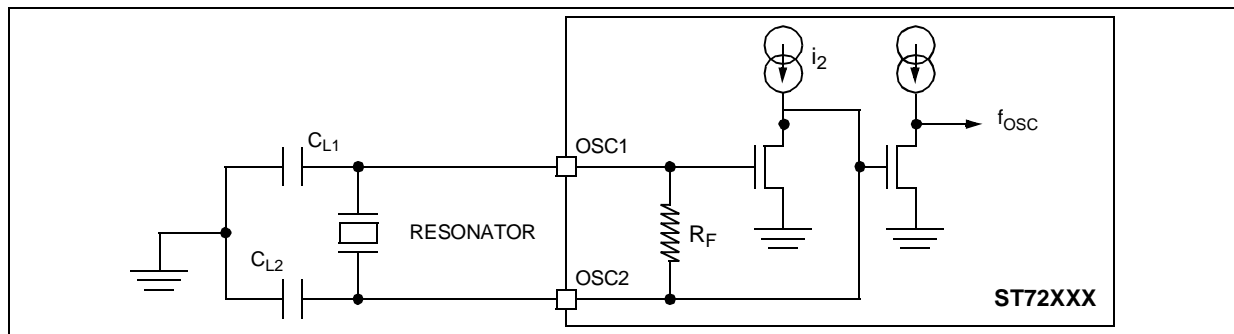 i2
fOSC
CL1
OSC1
RESONATOR
RF
CL2
OSC2
ST72XXX